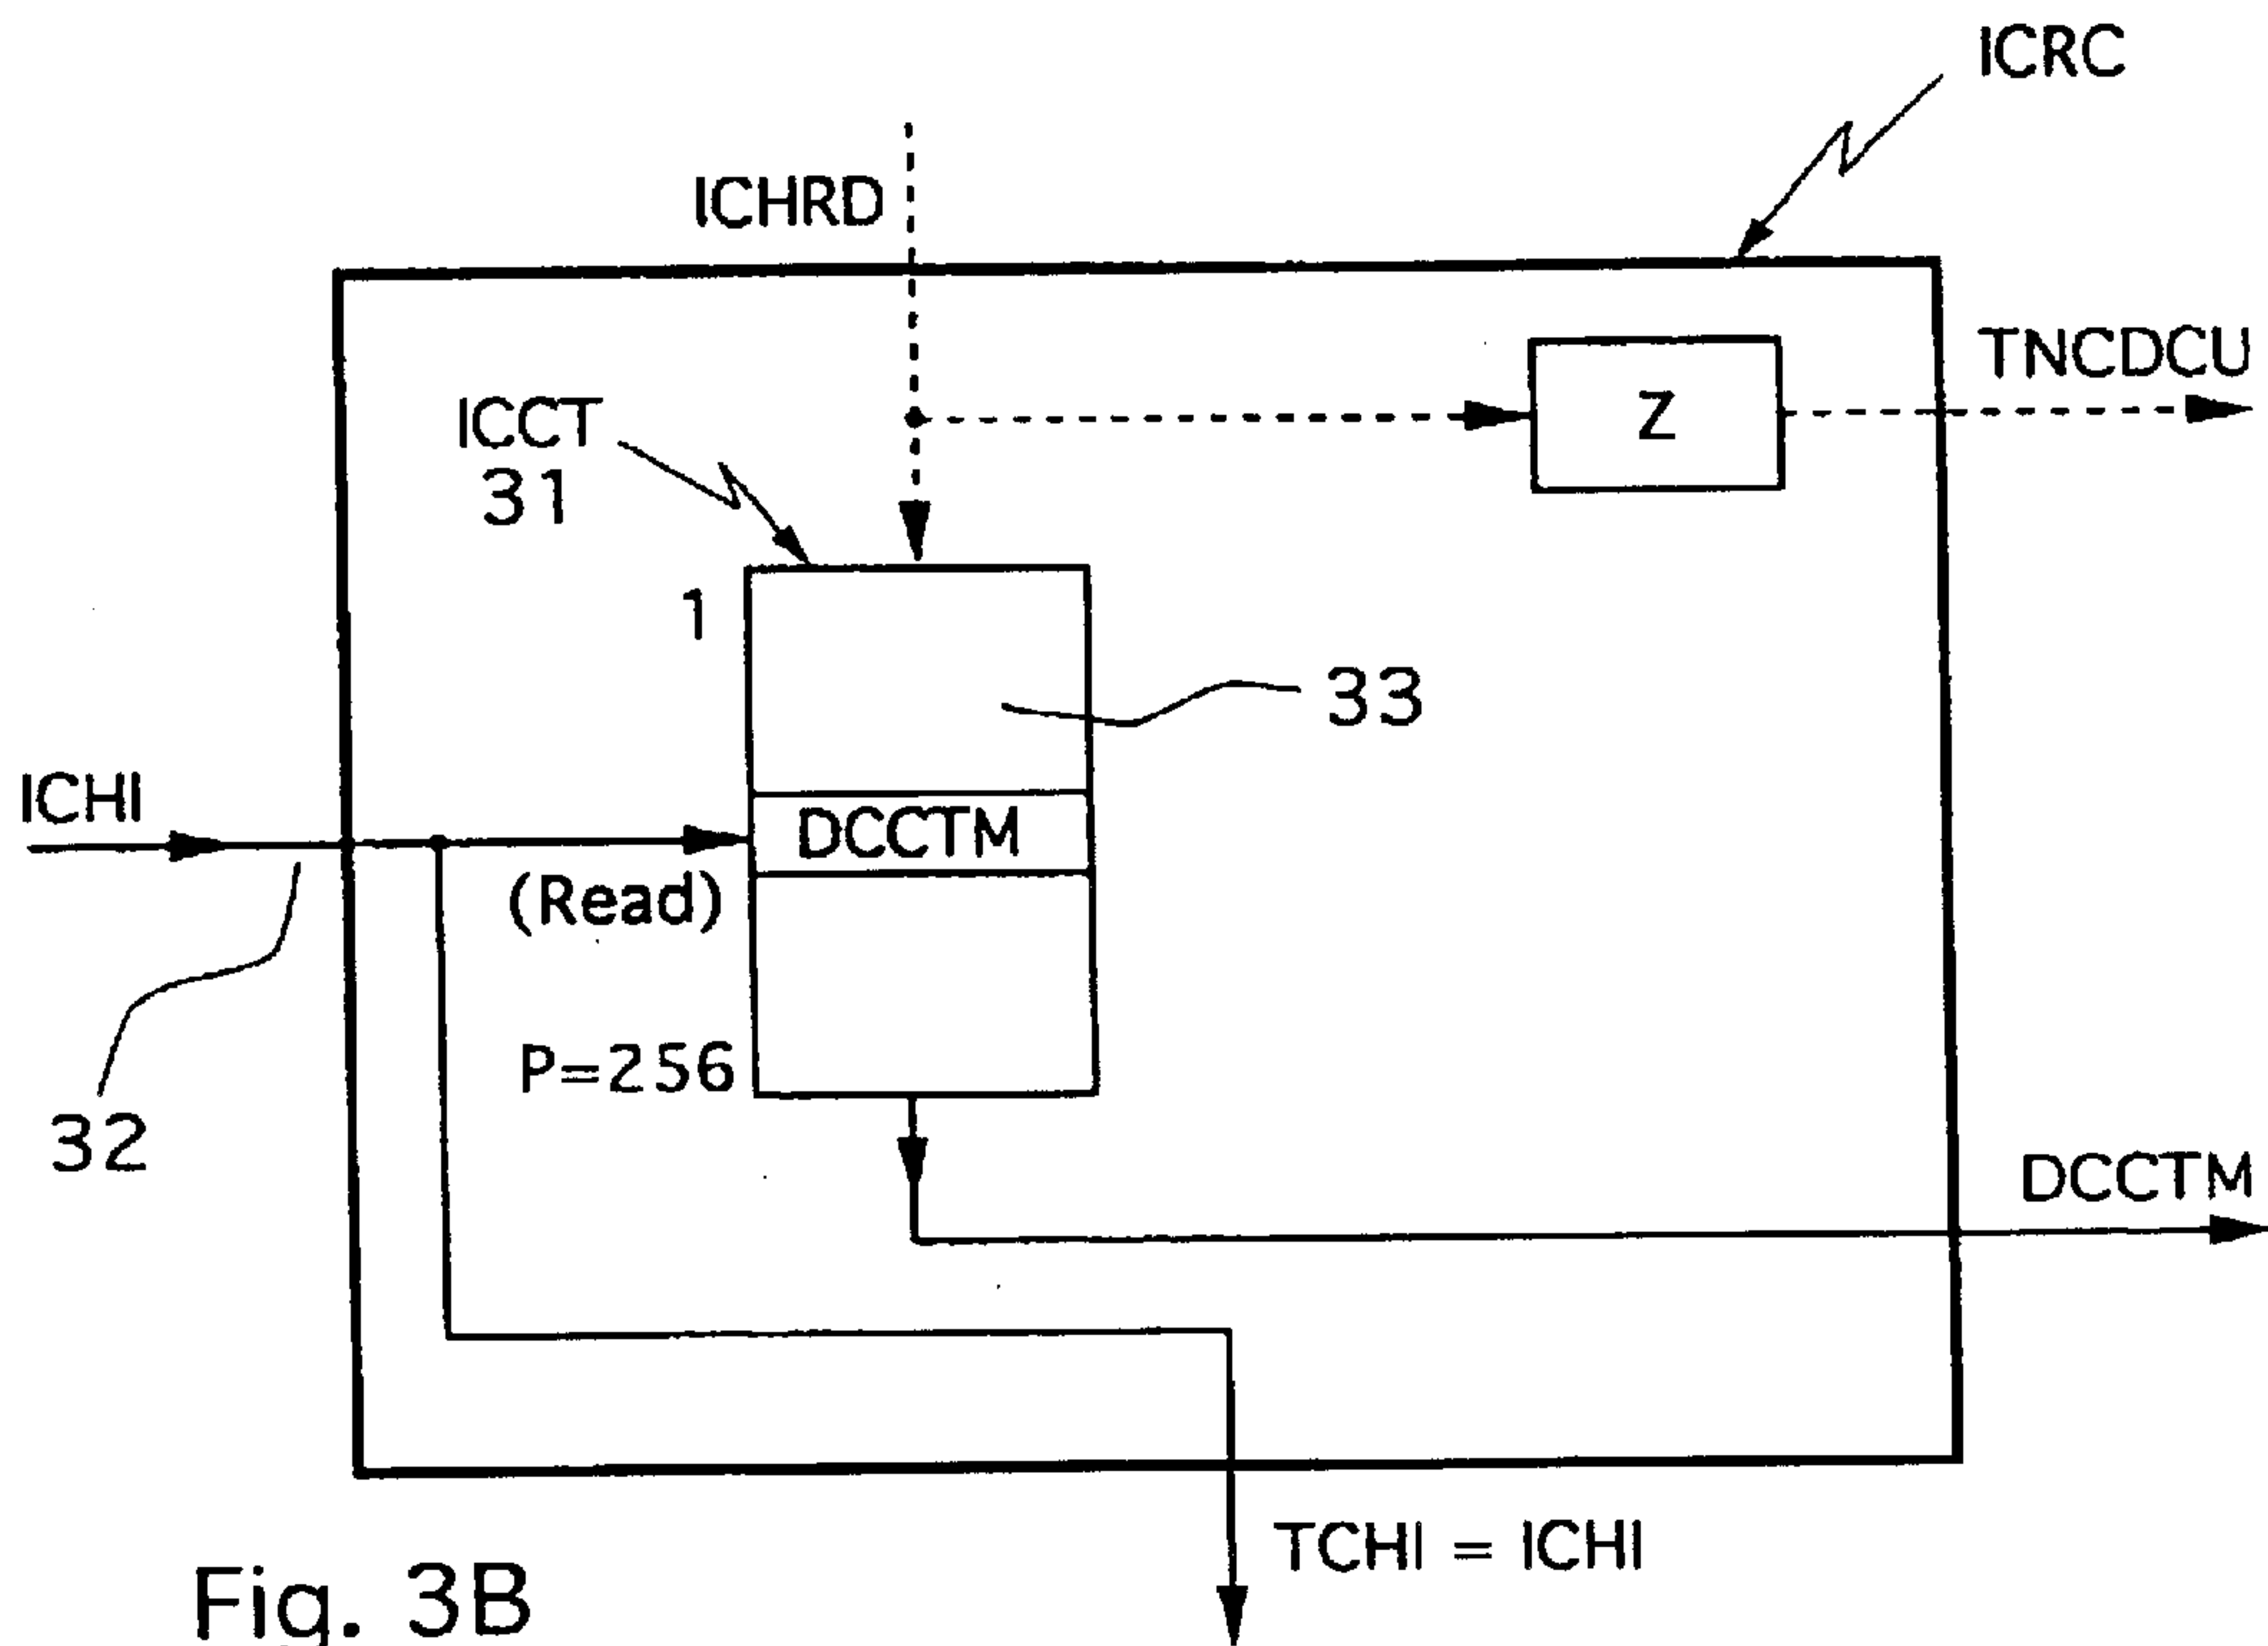 ICRC
ICHRD
TNCDCU
Z
ICCT
31
1
33
ICHI
DCCTM
(Read)
P=256
32
DCCTM
TCHI = ICHI
Fig. 3B